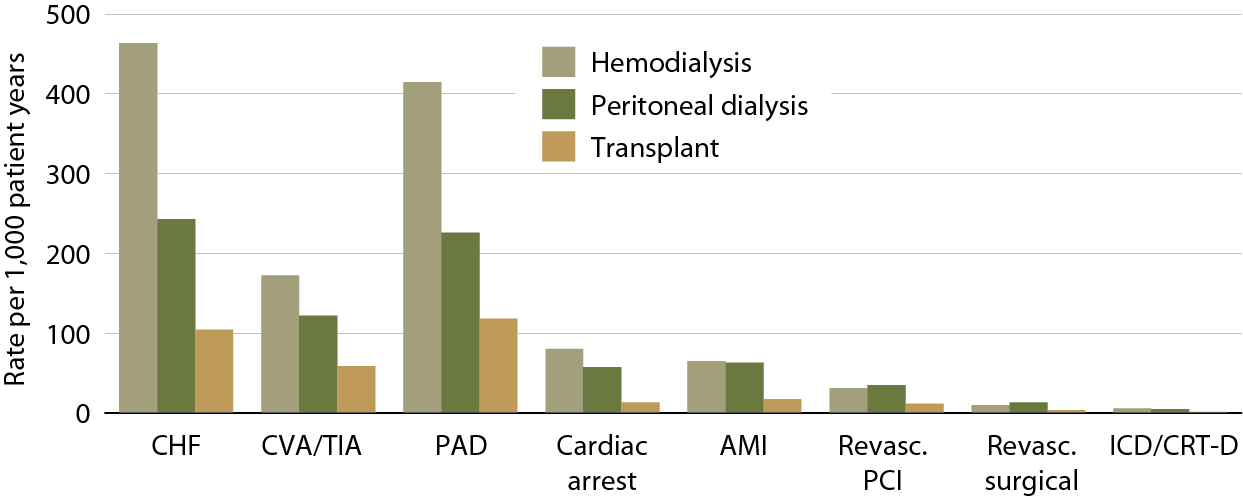 500
400
300
200
100
0
Rate per 1,000 patient years
Hemodialysis
Peritoneal dialysis
Transplant
CHF
CVA/TIA
PAD
Cardiac
arrest
AMI
Revasc.
PCI
Revasc.
surgical
ICD/CRT-D